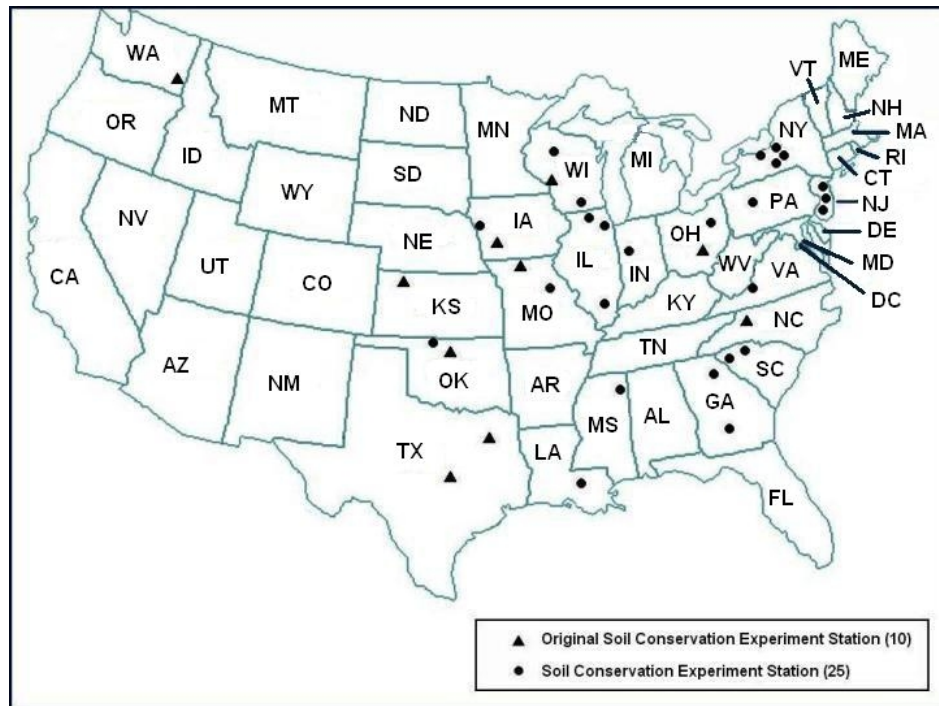 WA
ME
VT
MT
ND
NH
OR
MN
NY
MA
ID
WI
MI
RI
SD
CT
WY
PA
NJ
IA
NV
NE
OH
DE
IL
IN
WV
MD
UT
VA
CA
CO
DC
KS
MO
KY
NC
TN
AZ
OK
AR
SC
NM
GA
MS
AL
TX
LA
FL
Original Soil Conservation Experiment Station (10)
Soil Conservation Experiment Station (25)